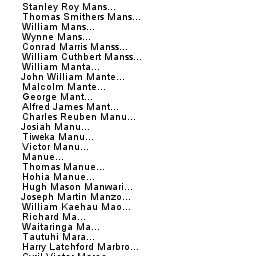 Stanley Roy Mans...
Thomas Smithers Mans...
William Mans...
Wynne Mans...
Conrad Marris Manss...
William Cuthbert Manss...
William Manta...
John William Mante...
Malcolm Mante...
George Mant...
Alfred James Mant...
Charles Reuben Manu...
Josiah Manu...
Tiweka Manu...
Victor Manu...
Manue...
Thomas Manue...
Hohia Manue...
Hugh Mason Manwari...
Joseph Martin Manzo...
William Kaehau Mao...
Richard Ma...
Waitaringa Ma...
Tautuhi Mara...
Harry Latchford Marbro...